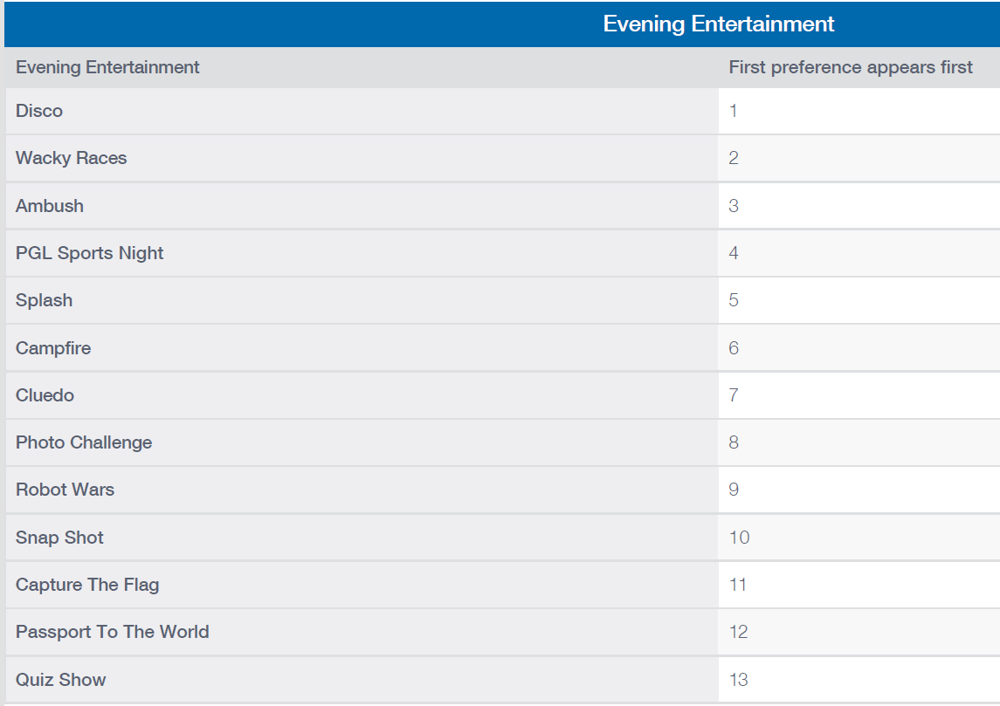 Evening Entertainment
Evening Entertainment First preference appears first
Disco 1
Wacky Races 2
Ambush 3
PGL Sports Night 4
Splash 5
Campfire 6
Cluedo 7
Photo Challenge 8
Robot Wars 9
Snap Shot 10
Capture The Flag 11
Passport To The World 12
Quiz Show 13